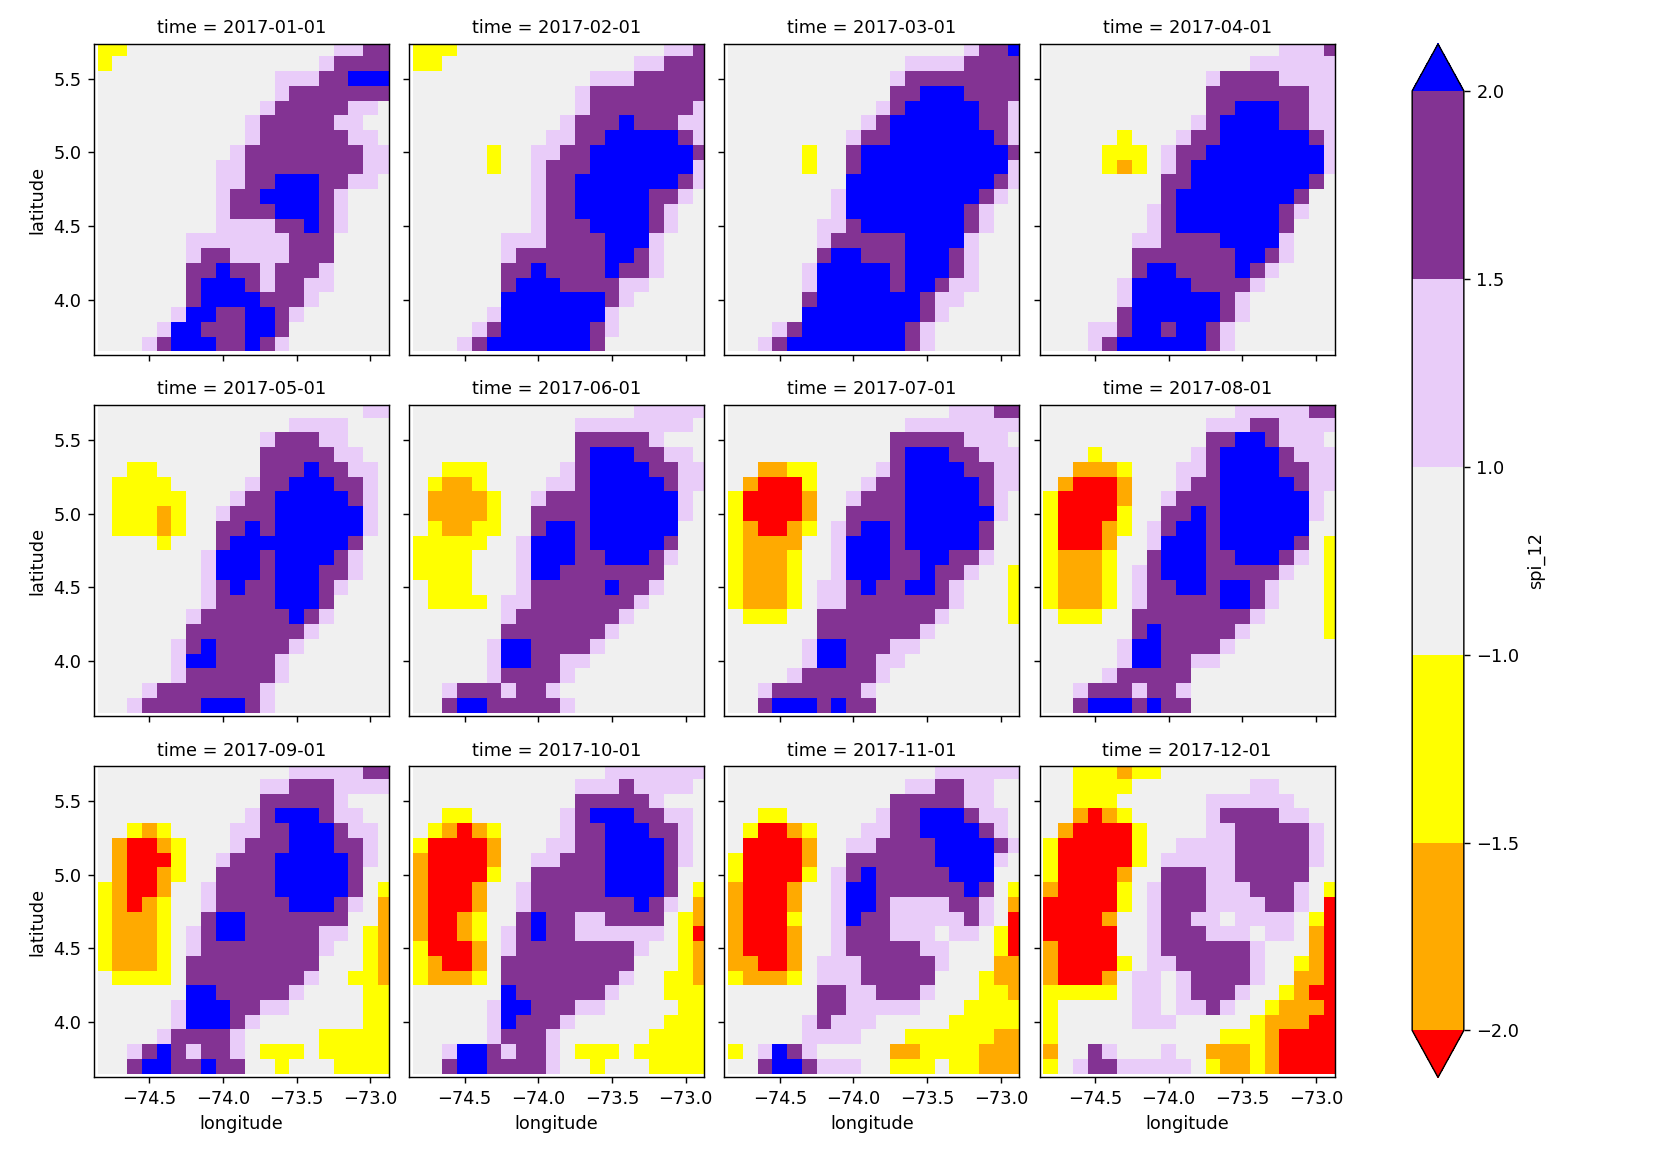 time = 2017-01-01
time = 2017-02-01
time = 2017-03-01
time = 2017-04-01
5.5
5.0
4.5
4.0
latitude
time = 2017-05-01
time = 2017-06-01
time = 2017-07-01
time = 2017-08-01
5.5
5.0
4.5
4.0
latitude
time = 2017-09-01
time = 2017-10-01
time = 2017-11-01
time = 2017-12-01
5.5
5.0
4.5
4.0
latitude
−74.5 −74.0 −73.5 −73.0
longitude
−74.5 −74.0 −73.5 −73.0
longitude
−74.5 −74.0 −73.5 −73.0
longitude
−74.5 −74.0 −73.5 −73.0
longitude
2.0
1.5
1.0
−1.0
−1.5
−2.0
spi_12